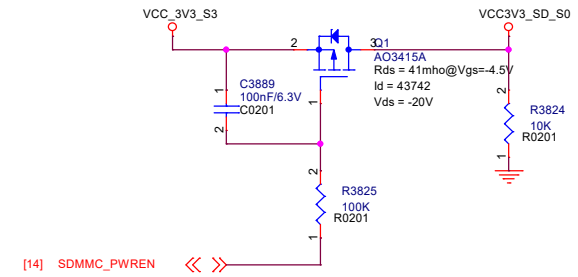 VCC_3V3_S3
VCC3V3_SD_S0
2
3
Q1
AO3415A
Rds = 41mho@Vgs=-4.5V
Id = 43742
Vds = -20V
1
C3889
100nF/6.3V
C0201
1
2
2
R3824
10K
R0201
1
2
R3825
100K
R0201
1
[14] SDMMC_PWREN